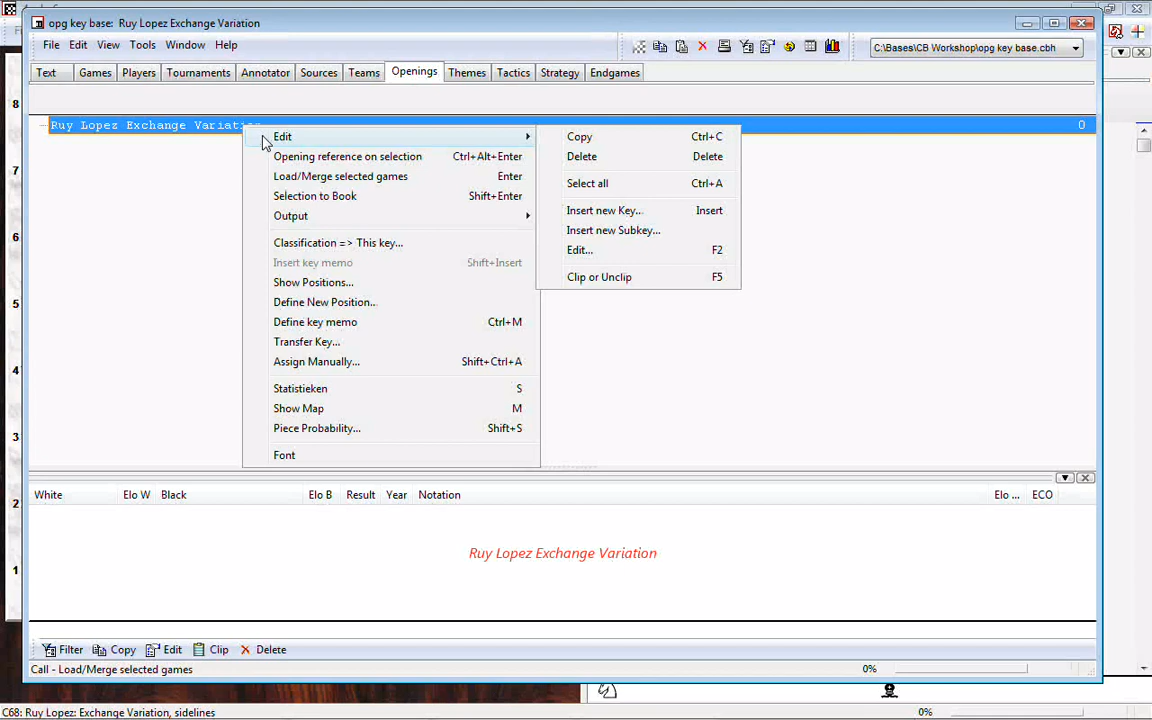 opg key base: Ruy Lopez Exchange Variation
File Edit View Tools Window Help
C:\Bases\CB Workshop\opg key base.cbh
Text Games Players Tournaments Annotator Sources Teams Openings Themes Tactics Strategy Endgames
8
Ruy Lopez Exchange Variation 0
Edit
Opening reference on selection Ctrl+Alt+Enter
Load/Merge selected games Enter
Selection to Book Shift+Enter
Output
Classification => This key...
Insert key memo Shift+Insert
Show Positions...
Define New Position...
Define key memo Ctrl+M
Transfer Key...
Assign Manually... Shift+Ctrl+A
Statistieken S
Show Map M
Piece Probability... Shift+S
Font
Copy Ctrl+C
Delete Delete
Select all Ctrl+A
Insert new Key... Insert
Insert new Subkey...
Edit... F2
Clip or Unclip F5
7
6
5
4
3
2
1
White Elo W Black Elo B Result Year Notation Elo ... ECO
Ruy Lopez Exchange Variation
Filter Copy Edit Clip Delete
Call - Load/Merge selected games 0%
C68: Ruy Lopez: Exchange Variation, sidelines 0%